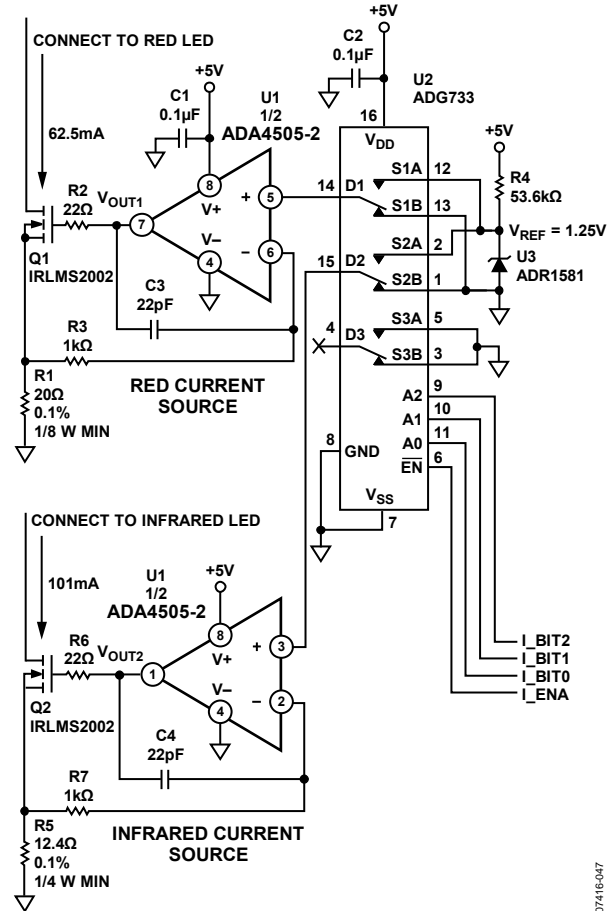 CONNECT TO RED LED
62.5mA
C1
0.1µF
+5V
U1
1/2
ADA4505-2
R2
22Ω
VOUT1
7
8
V+
V–
4
+
5
–
6
Q1
IRLMS2002
C3
22pF
R3
1kΩ
R1
20Ω
0.1%
1/8 W MIN
RED CURRENT
SOURCE
C2
0.1µF
+5V
U2
ADG733
16
VDD
14
D1
S1A
12
S1B
13
S2A
2
15
D2
S2B
1
S3A
5
4
D3
S3B
3
A2
9
A1
10
A0
11
EN
6
8
GND
VSS
7
+5V
R4
53.6kΩ
VREF = 1.25V
U3
ADR1581
I_BIT2
I_BIT1
I_BIT0
I_ENA
CONNECT TO INFRARED LED
101mA
U1
1/2
ADA4505-2
+5V
R6
22Ω
VOUT2
1
8
V+
V–
4
+
3
–
2
Q2
IRLMS2002
C4
22pF
R7
1kΩ
R5
12.4Ω
0.1%
1/4 W MIN
INFRARED CURRENT
SOURCE
07416-047